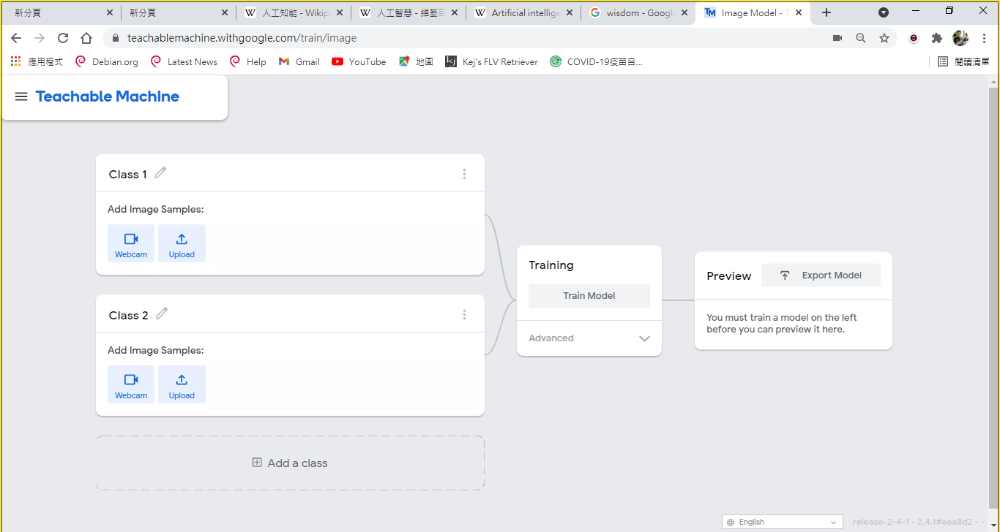 新分頁
新分頁
人工知能 - Wikip
人工智慧 - 維基百
Artificial intellige
wisdom - Google
Image Model - T
teachablemachine.withgoogle.com/train/image
應用程式
Debian.org
Latest News
Help
Gmail
YouTube
地圖
Kej's FLV Retriever
COVID-19疫苗自...
閱讀清單
Teachable Machine
Class 1
Add Image Samples:
Webcam
Upload
Class 2
Add Image Samples:
Webcam
Upload
Add a class
Training
Train Model
Advanced
Preview
Export Model
You must train a model on the left
before you can preview it here.
English
release-2-4-1 - 2.4.1#eea8d2 - -